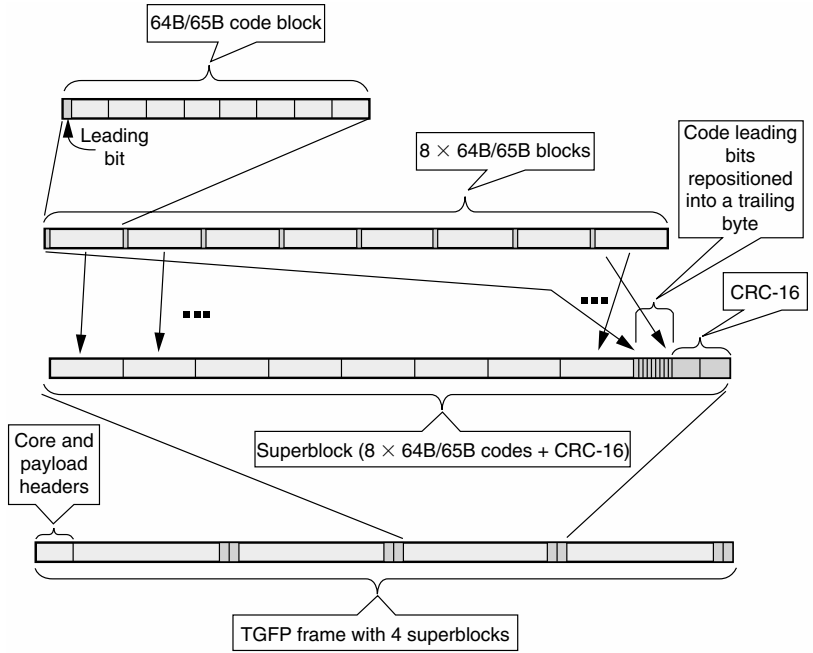 64B/65B code block
Leading
bit
8 × 64B/65B blocks
Code leading
bits
repositioned
into a trailing
byte
CRC-16
Superblock (8 × 64B/65B codes + CRC-16)
Core and
payload
headers
TGFP frame with 4 superblocks